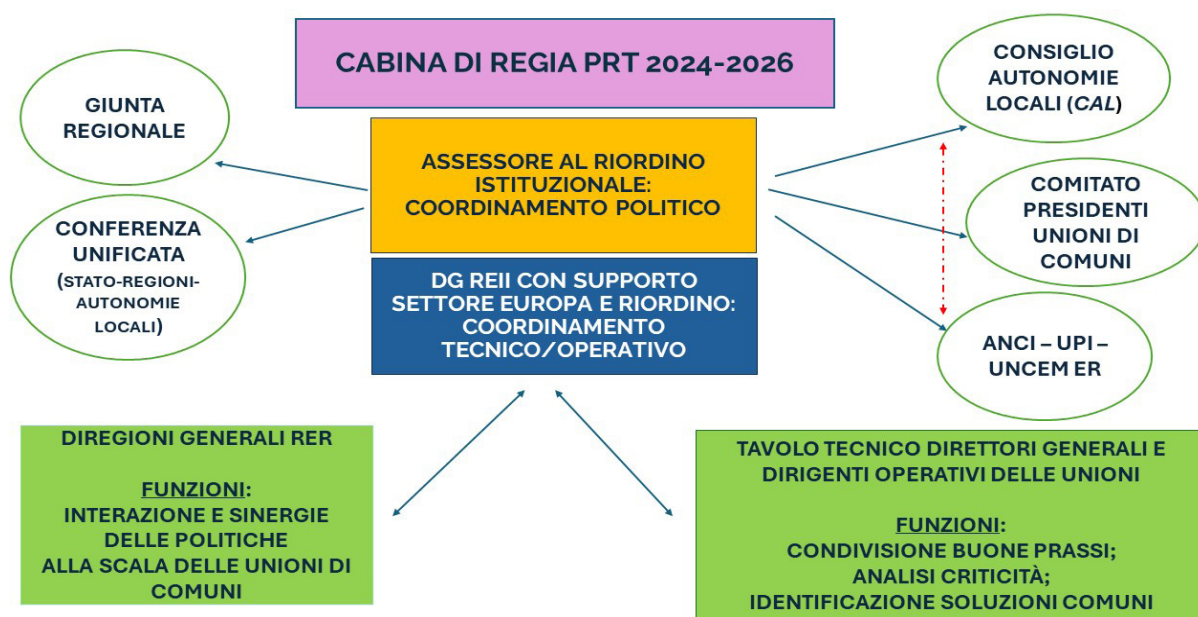 CABINA DI REGIA PRT 2024-2026
GIUNTA
REGIONALE
CONFERENZA
UNIFICATA
(STATO-REGIONI-
AUTONOMIE
LOCALI)
ASSESSORE AL RIORDINO
ISTITUZIONALE:
COORDINAMENTO POLITICO
DG REII CON SUPPORTO
SETTORE EUROPA E RIORDINO:
COORDINAMENTO
TECNICO/OPERATIVO
CONSIGLIO
AUTONOMIE
LOCALI (CAL)
COMITATO
PRESIDENTI
UNIONI DI
COMUNI
ANCI – UPI –
UNCEM ER
DIREGIONI GENERALI RER
FUNZIONI:
INTERAZIONE E SINERGIE
DELLE POLITICHE
ALLA SCALA DELLE UNIONI DI
COMUNI
TAVOLO TECNICO DIRETTORI GENERALI E
DIRIGENTI OPERATIVI DELLE UNIONI
FUNZIONI:
CONDIVISIONE BUONE PRASSI;
ANALISI CRITICITÀ;
IDENTIFICAZIONE SOLUZIONI COMUNI